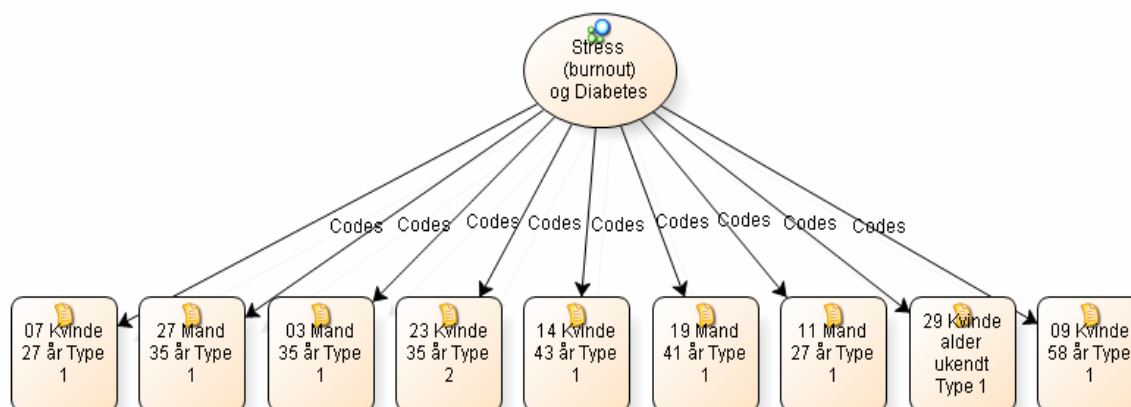 Stress
(burnout)
og Diabetes
Codes
Codes
Codes
Codes
Codes
Codes
Codes
Codes
Codes
07 Kvinde
27 år Type
1
27 Mand
35 år Type
1
03 Mand
35 år Type
1
23 Kvinde
35 år Type
2
14 Kvinde
43 år Type
1
19 Mand
41 år Type
1
11 Mand
27 år Type
1
29 Kvinde
alder
ukendt
Type 1
09 Kvinde
58 år Type
1